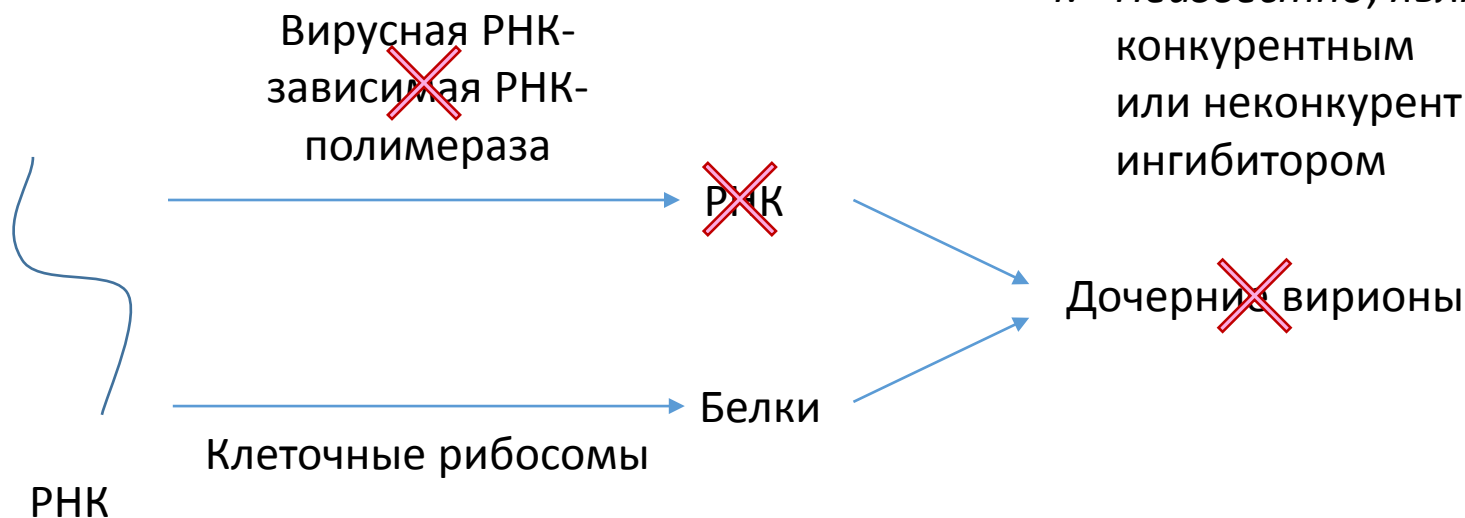 Вирусная РНК-
зависимая РНК-
полимераза
конкурентным
или неконкурент
ингибитором
РНК
Дочерние вирионы
Белки
Клеточные рибосомы
РНК